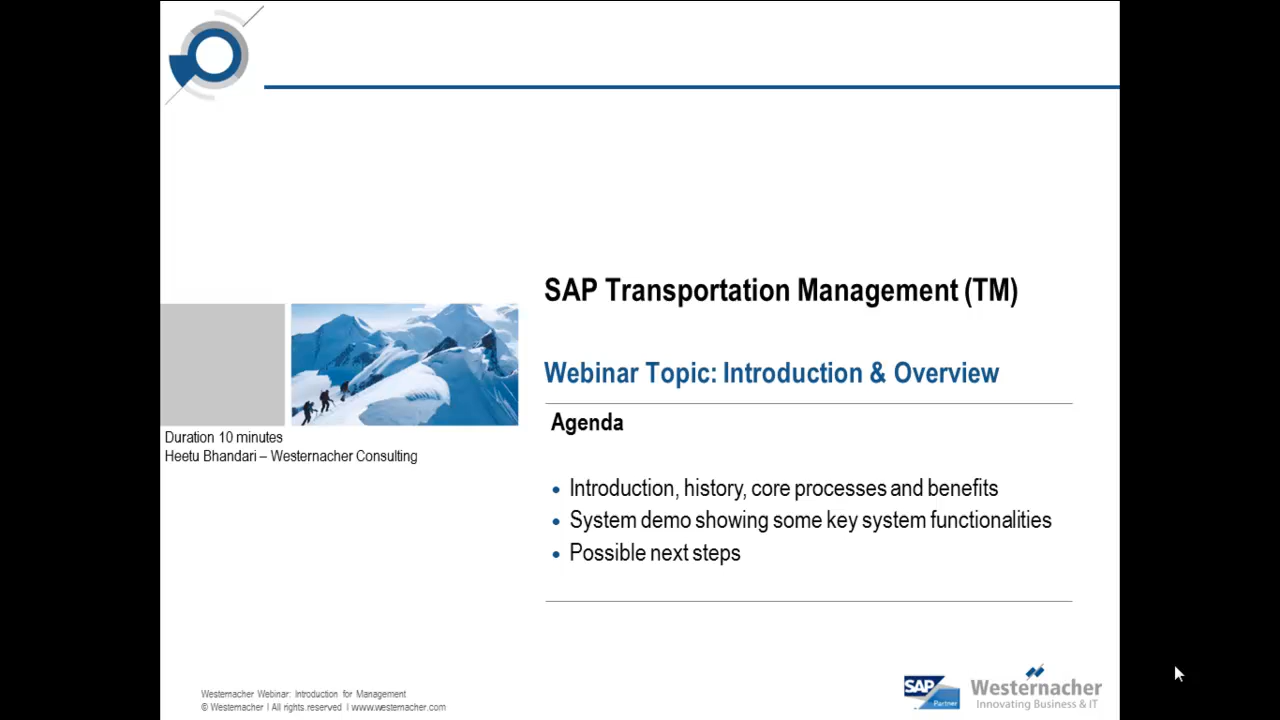 SAP Transportation Management (TM)
Webinar Topic: Introduction & Overview
Agenda
Duration 10 minutes
Heetu Bhandari – Westernacher Consulting
• Introduction, history, core processes and benefits
• System demo showing some key system functionalities
• Possible next steps
Westernacher Webinar: Introduction for Management
© Westernacher I All rights reserved I www.westernacher.com
SAP
Partner
Westernacher
Innovating Business & IT